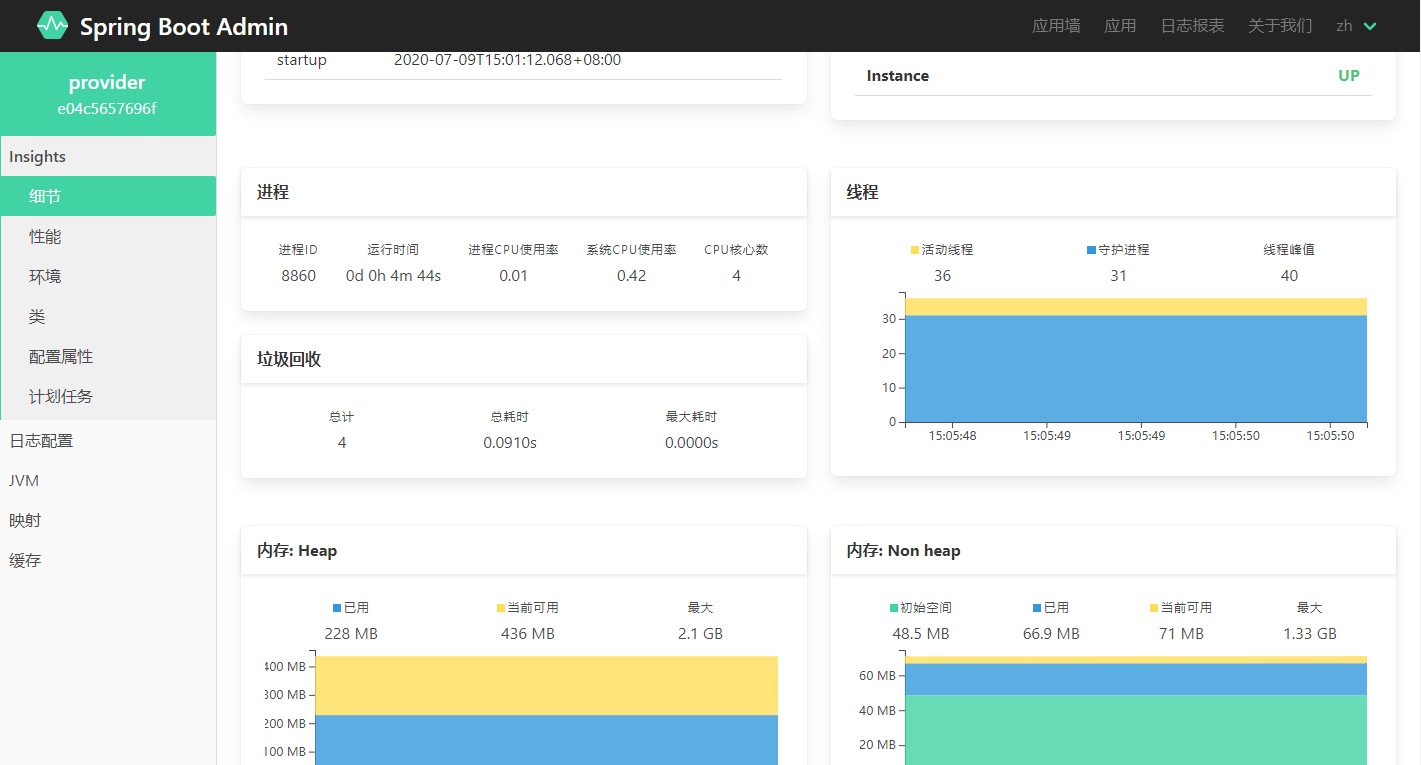 Spring Boot Admin
应用墙 应用 日志报表 关于我们 zh
provider
e04c5657696f
Insights
细节
性能
环境
类
配置属性
计划任务
日志配置
JVM
映射
缓存
startup 2020-07-09T15:01:12.068+08:00
Instance UP
进程
进程ID 运行时间 进程CPU使用率 系统CPU使用率 CPU核心数
8860 0d 0h 4m 44s 0.01 0.42 4
垃圾回收
总计 总耗时 最大耗时
4 0.0910s 0.0000s
线程
活动线程 守护进程 线程峰值
36 31 40
30
20
10
0
15:05:48 15:05:49 15:05:49 15:05:50 15:05:50
内存: Heap
已用 当前可用 最大
228 MB 436 MB 2.1 GB
400 MB
300 MB
200 MB
100 MB
内存: Non heap
初始空间 已用 当前可用 最大
48.5 MB 66.9 MB 71 MB 1.33 GB
60 MB
40 MB
20 MB